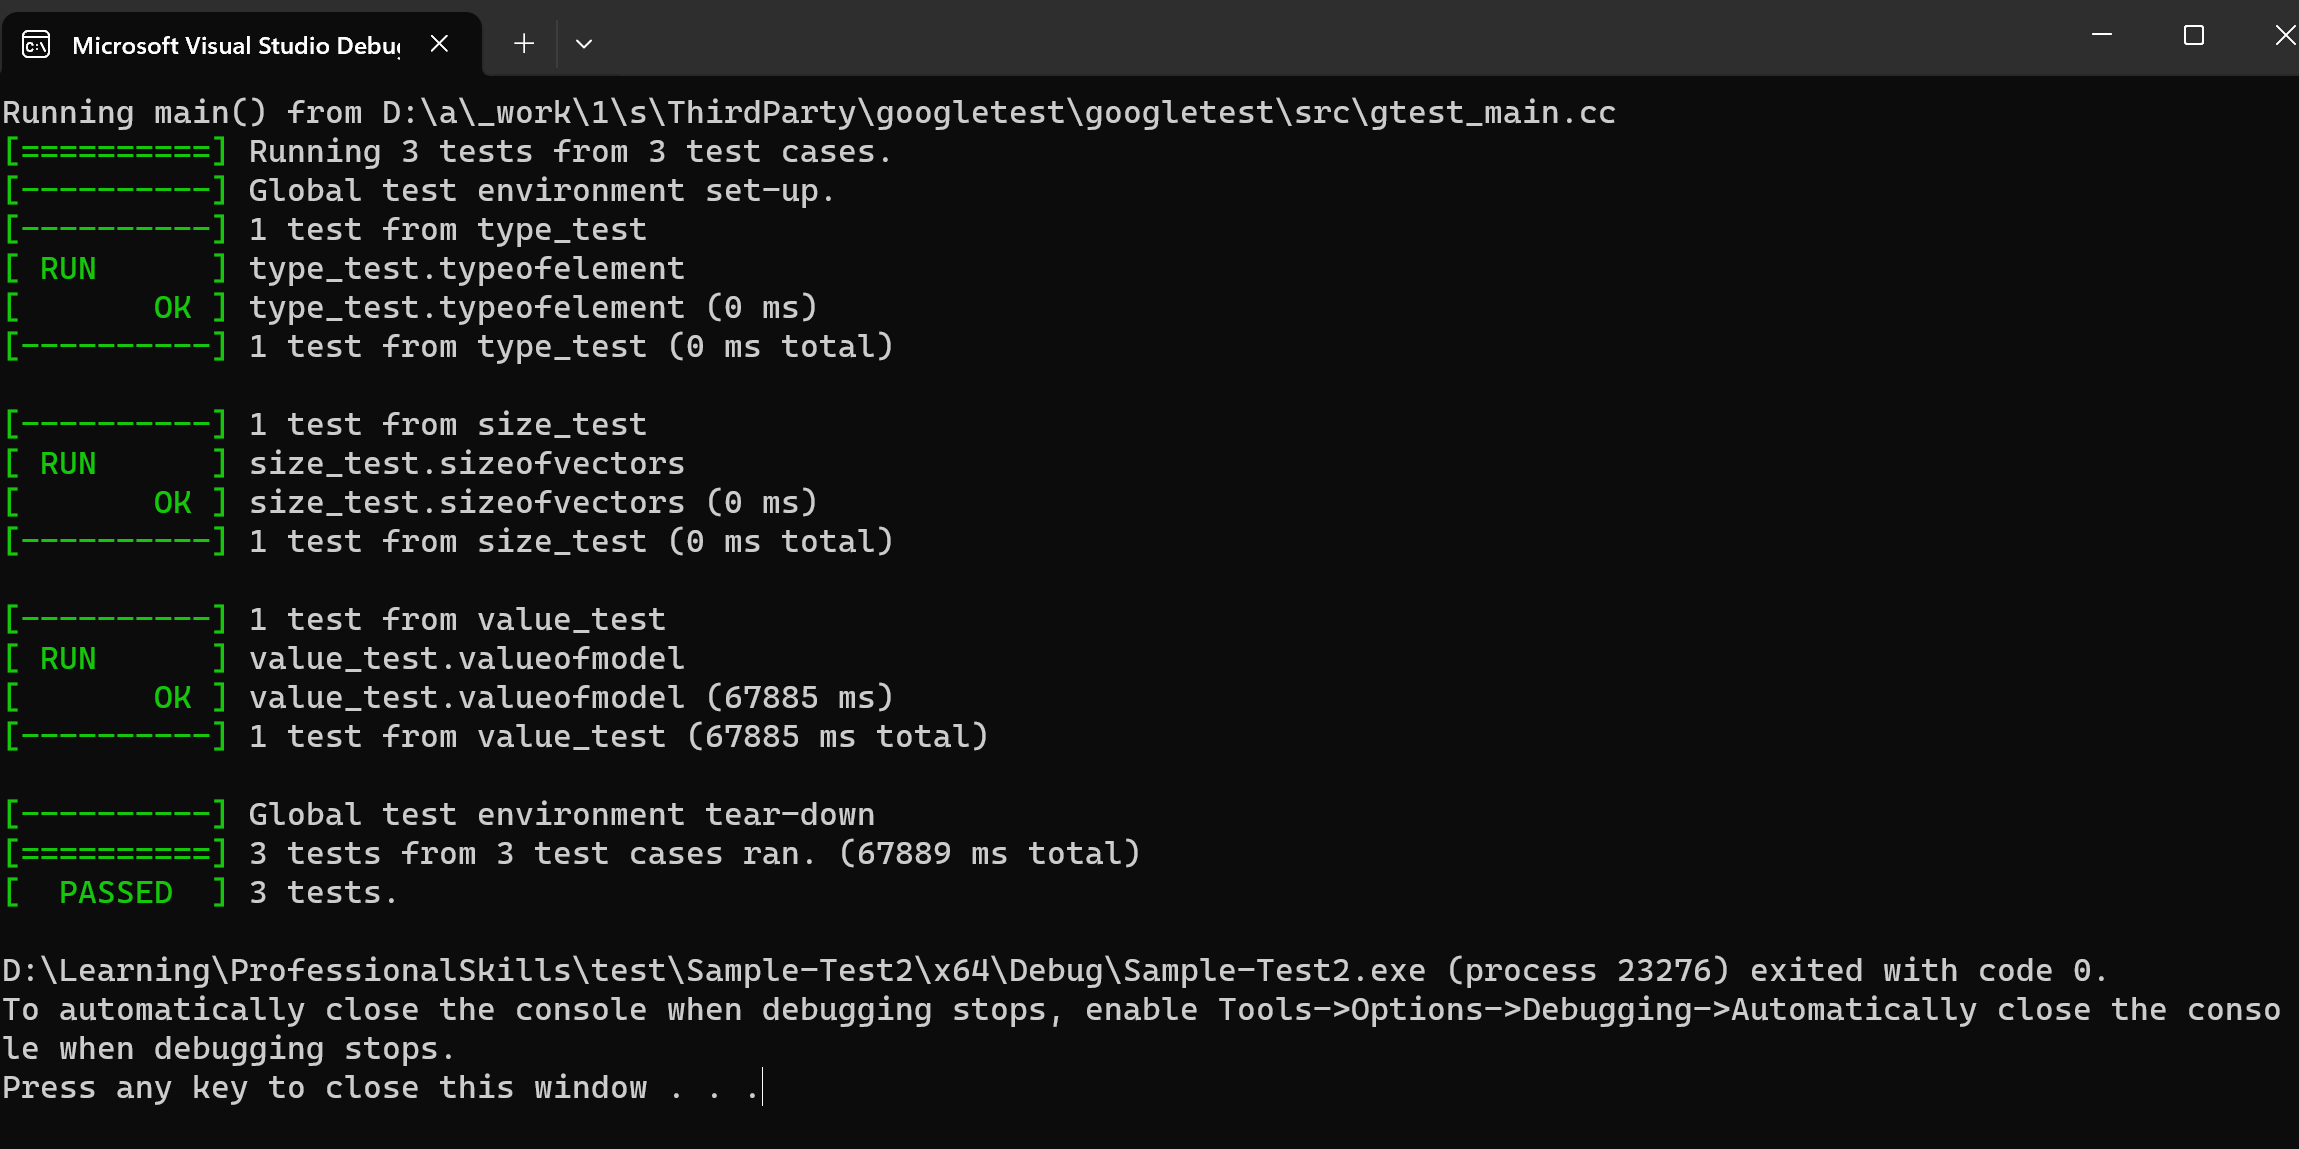 Microsoft Visual Studio Debug
Running main() from D:\a\_work\1\s\ThirdParty\googletest\googletest\src\gtest_main.cc
[==========] Running 3 tests from 3 test cases.
[----------] Global test environment set-up.
[----------] 1 test from type_test
[ RUN      ] type_test.typeofelement
[       OK ] type_test.typeofelement (0 ms)
[----------] 1 test from type_test (0 ms total)
[----------] 1 test from size_test
[ RUN      ] size_test.sizeofvectors
[       OK ] size_test.sizeofvectors (0 ms)
[----------] 1 test from size_test (0 ms total)
[----------] 1 test from value_test
[ RUN      ] value_test.valueofmodel
[       OK ] value_test.valueofmodel (67885 ms)
[----------] 1 test from value_test (67885 ms total)
[----------] Global test environment tear-down
[==========] 3 tests from 3 test cases ran. (67889 ms total)
[  PASSED  ] 3 tests.
D:\Learning\ProfessionalSkills\test\Sample-Test2\x64\Debug\Sample-Test2.exe (process 23276) exited with code 0.
To automatically close the console when debugging stops, enable Tools->Options->Debugging->Automatically close the conso
le when debugging stops.
Press any key to close this window . . .